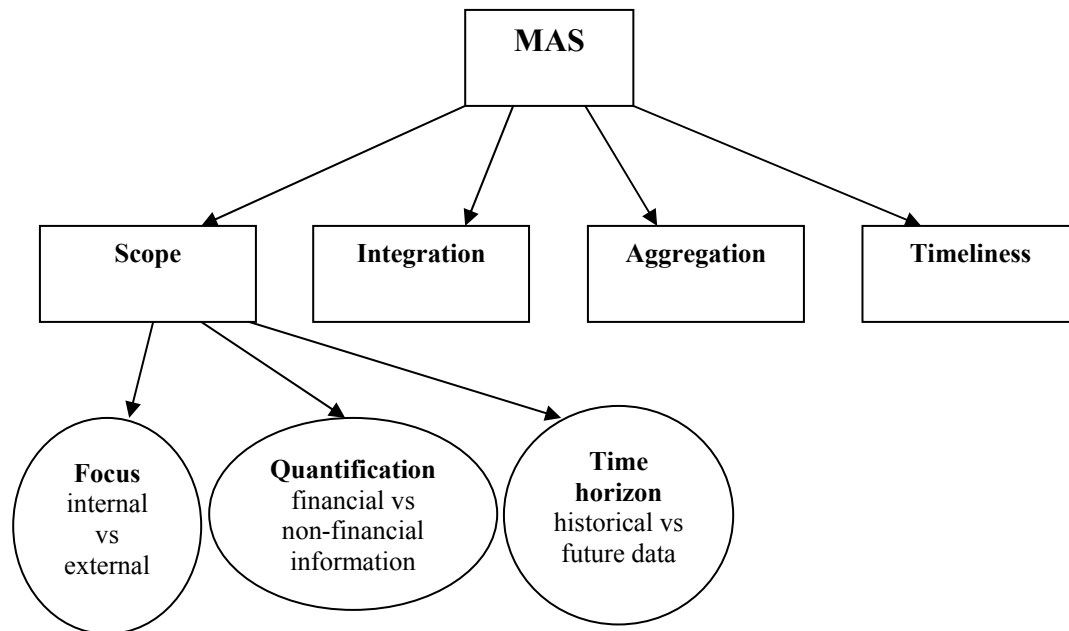 MAS
Scope
Integration
Aggregation
Timeliness
Focus
internal
vs
external
Quantification
financial vs
non-financial
information
Time
horizon
historical vs
future data